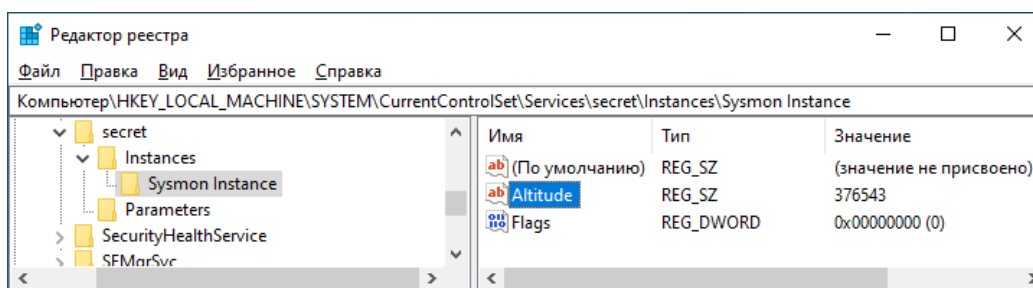 Редактор реестра
Файл Правка Вид Избранное Справка
Компьютер\HKEY_LOCAL_MACHINE\SYSTEM\CurrentControlSet\Services\secret\Instances\Sysmon Instance
secret
Instances
Sysmon Instance
Parameters
SecurityHealthService
SEMgrSvc
Имя Тип Значение
(По умолчанию) REG_SZ (значение не присвоено)
Altitude REG_SZ 376543
Flags REG_DWORD 0x00000000 (0)